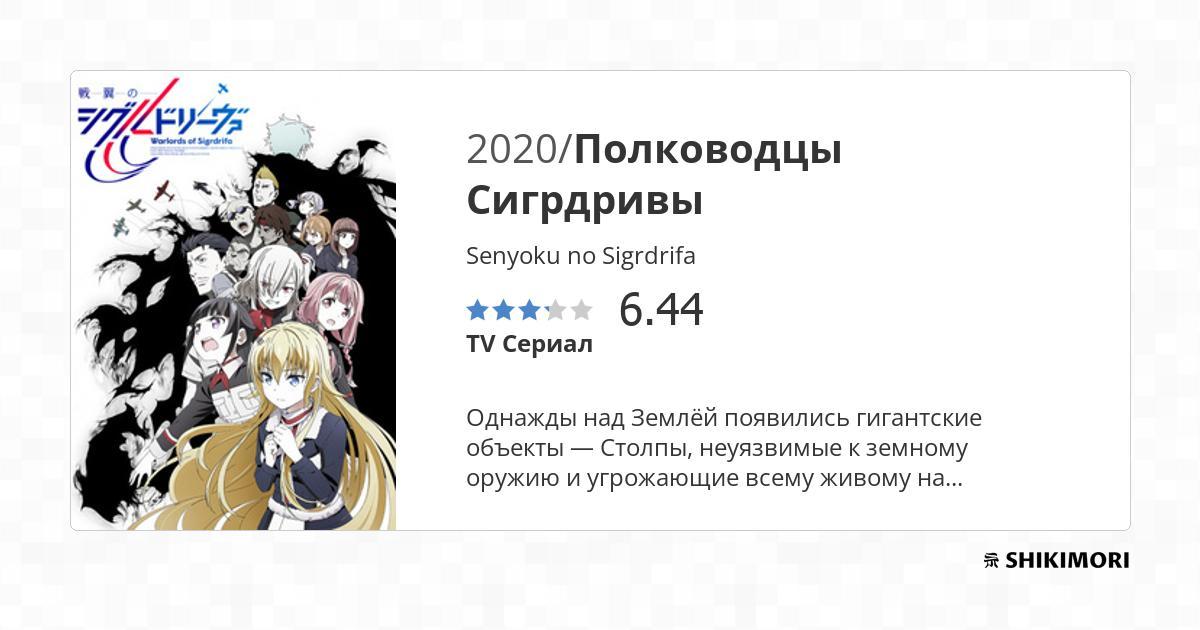 戦翼の
シグルドリーヴァ
Warlords of Sigrdrifa
2020/Полководцы
Сигрдривы
Senyoku no Sigrdrifa
6.44
TV Сериал
Однажды над Землёй появились гигантские
объекты — Столпы, неуязвимые к земному
оружию и угрожающие всему живому на...
SHIKIMORI